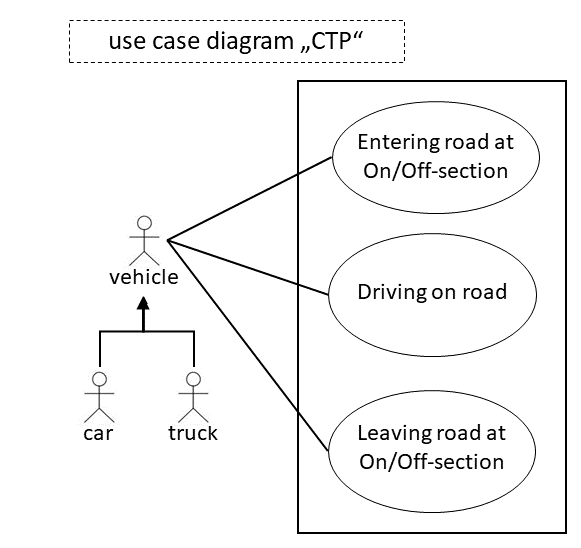 use case diagram „CTP“
Entering road at
On/Off-section
vehicle
Driving on road
car
truck
Leaving road at
On/Off-section